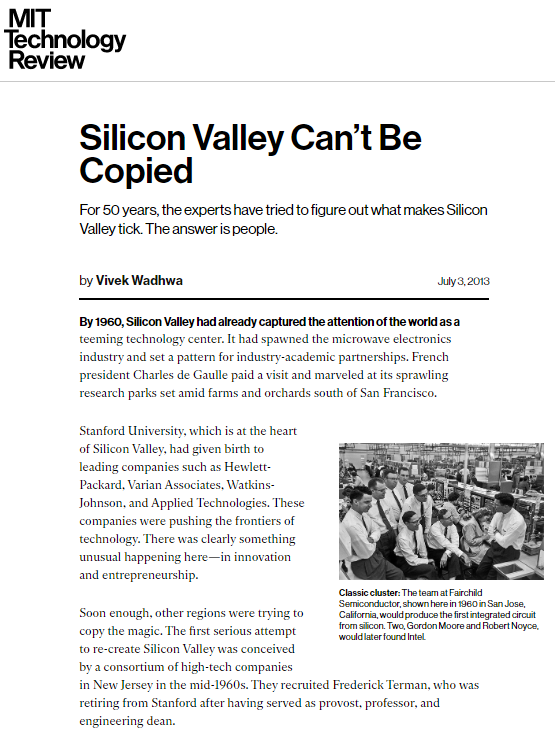 MIT
Technology
Review
Silicon Valley Can’t Be
Copied
For 50 years, the experts have tried to figure out what makes Silicon
Valley tick. The answer is people.
by Vivek Wadhwa
July 3, 2013
By 1960, Silicon Valley had already captured the attention of the world as a
teeming technology center. It had spawned the microwave electronics
industry and set a pattern for industry-academic partnerships. French
president Charles de Gaulle paid a visit and marveled at its sprawling
research parks set amid farms and orchards south of San Francisco.
Stanford University, which is at the heart
of Silicon Valley, had given birth to
leading companies such as Hewlett-
Packard, Varian Associates, Watkins-
Johnson, and Applied Technologies. These
companies were pushing the frontiers of
technology. There was clearly something
unusual happening here—in innovation
and entrepreneurship.
Classic cluster: The team at Fairchild
Semiconductor, shown here in 1960 in San Jose,
California, would produce the first integrated circuit
from silicon. Two, Gordon Moore and Robert Noyce,
would later found Intel.
Soon enough, other regions were trying to
copy the magic. The first serious attempt
to re-create Silicon Valley was conceived
by a consortium of high-tech companies
in New Jersey in the mid-1960s. They recruited Frederick Terman, who was
retiring from Stanford after having served as provost, professor, and
engineering dean.